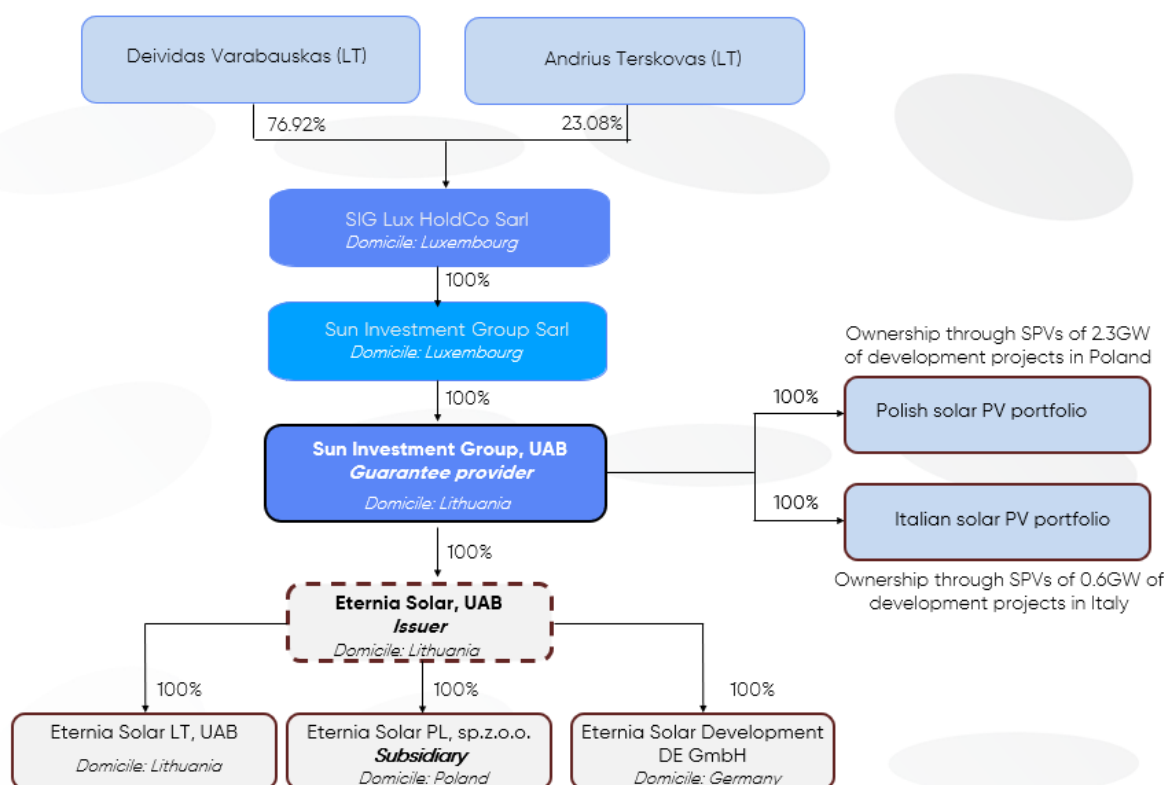 Deividas Varabauskas (LT)
Andrius Terskovas (LT)
76.92%
23.08%
SIG Lux HoldCo Sarl
Domicile: Luxembourg
100%
Sun Investment Group Sarl
Domicile: Luxembourg
100%
Sun Investment Group, UAB
Guarantee provider
Domicile: Lithuania
Ownership through SPVs of 2.3GW
of development projects in Poland
100%
Polish solar PV portfolio
100%
Italian solar PV portfolio
Ownership through SPVs of 0.6GW of
development projects in Italy
100%
Eternia Solar, UAB
Issuer
Domicile: Lithuania
100%
100%
100%
Eternia Solar LT, UAB
Domicile: Lithuania
Eternia Solar PL, sp.z.o.o.
Subsidiary
Domicile: Poland
Eternia Solar Development
DE GmbH
Domicile: Germany